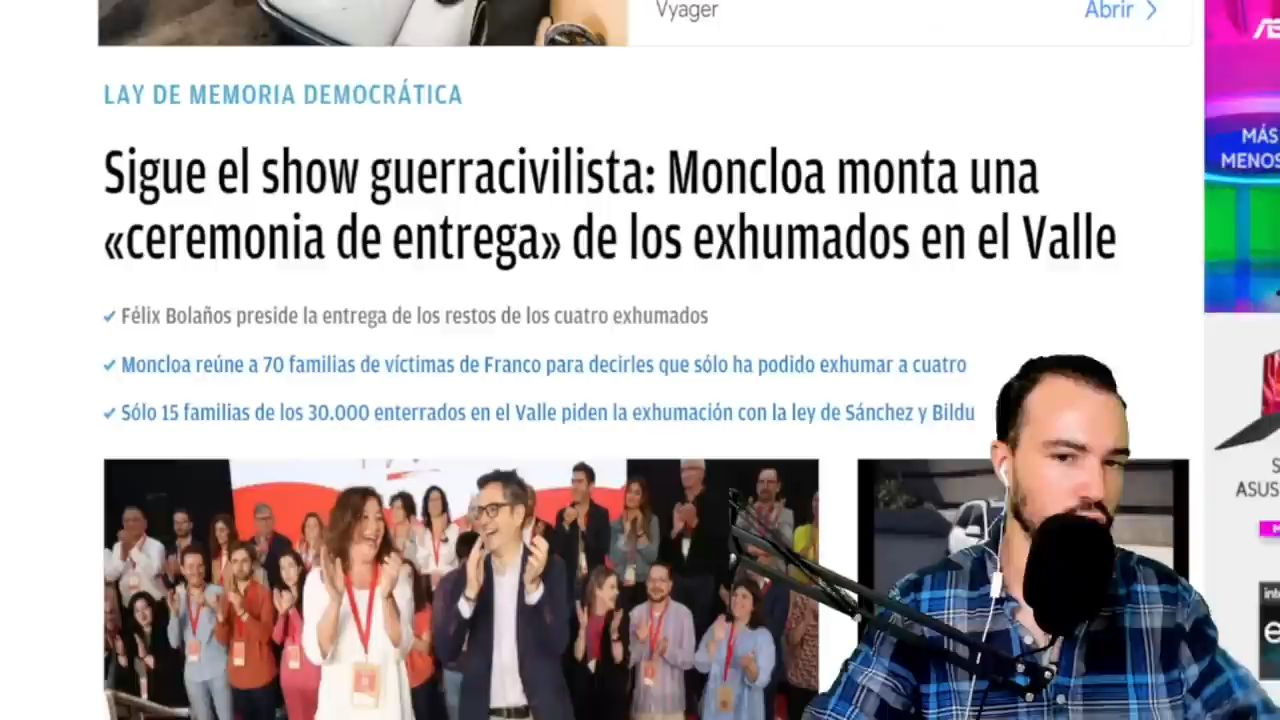 Vyager
Abrir
MÁS
MENOS
LAY DE MEMORIA DEMOCRÁTICA
Sigue el show guerracivilista: Moncloa monta una
«ceremonia de entrega» de los exhumados en el Valle
✔ Félix Bolaños preside la entrega de los restos de los cuatro exhumados
✔ Moncloa reúne a 70 familias de víctimas de Franco para decirles que sólo ha podido exhumar a cuatro
✔ Sólo 15 familias de los 30.000 enterrados en el Valle piden la exhumación con la ley de Sánchez y Bildu
ASUS